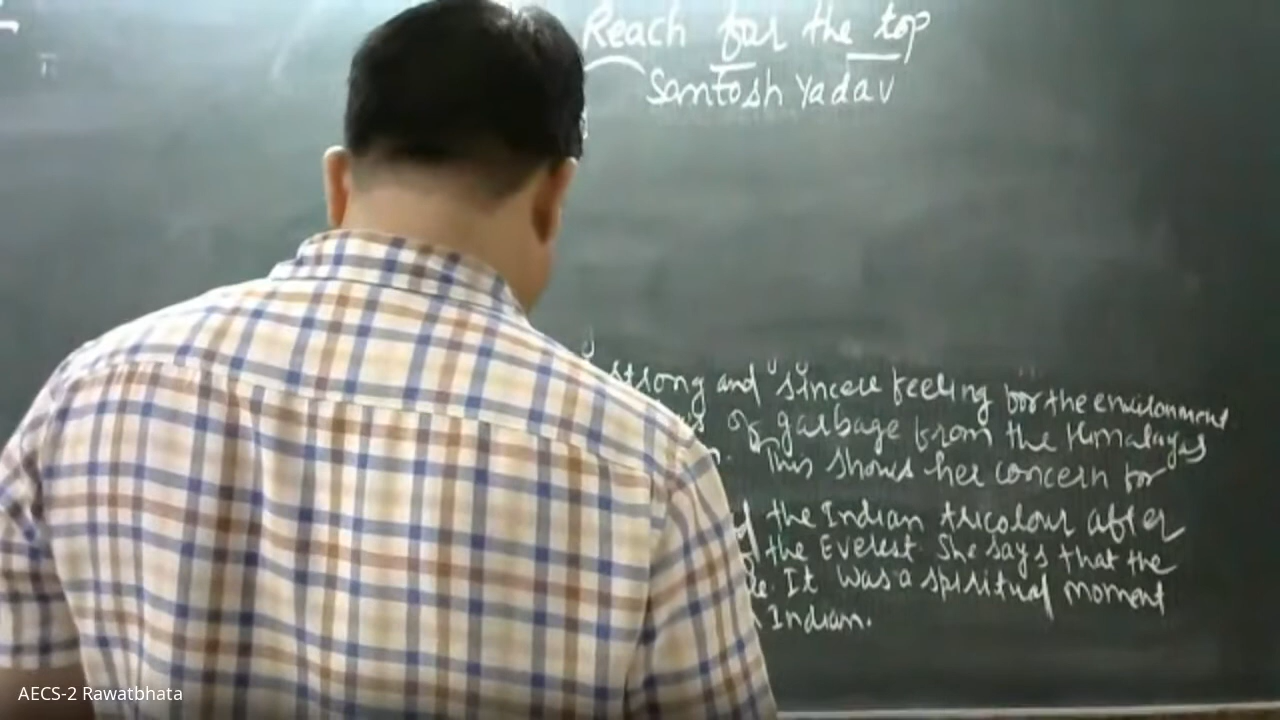 Reach for the top
Santosh Yadav
strong and sincere feeling for the environment
of garbage from the Himalayas
This shows her concern for
the Indian tricolour after
the Everest. She says that the
It was a spiritual moment
Indian.
AECS-2 Rawatbhata